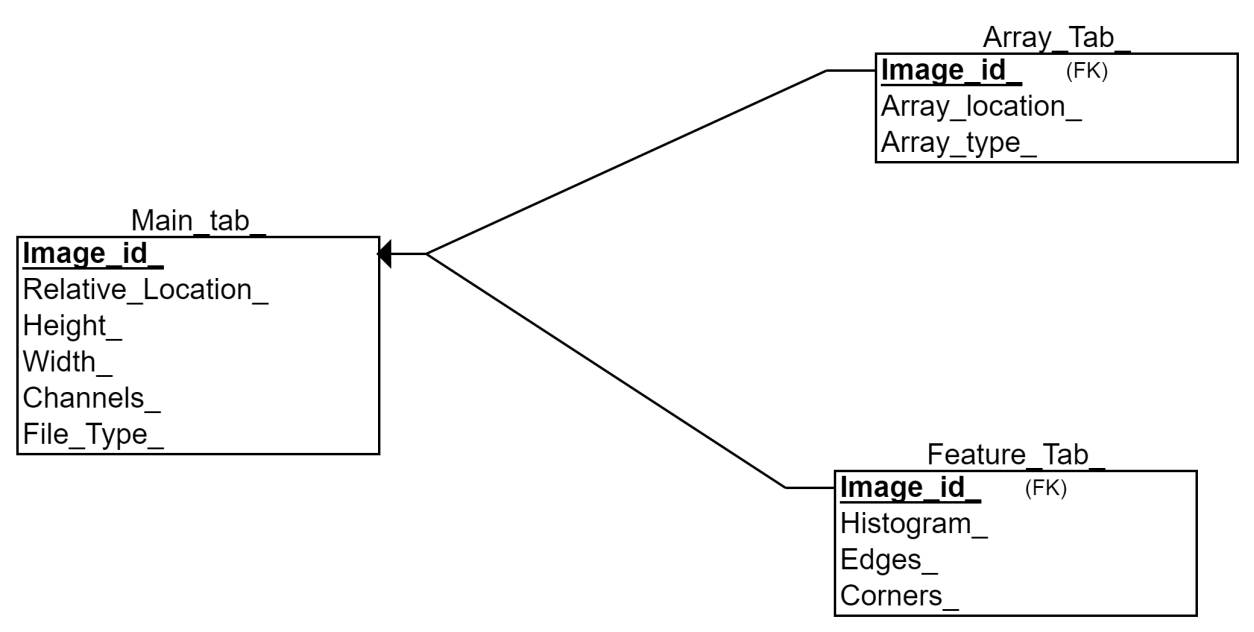 Array_Tab_
Image_id_ (FK)
Array_location_
Array_type_
Main_tab_
Image_id_
Relative_Location_
Height_
Width_
Channels_
File_Type_
Feature_Tab_
Image_id_ (FK)
Histogram_
Edges_
Corners_